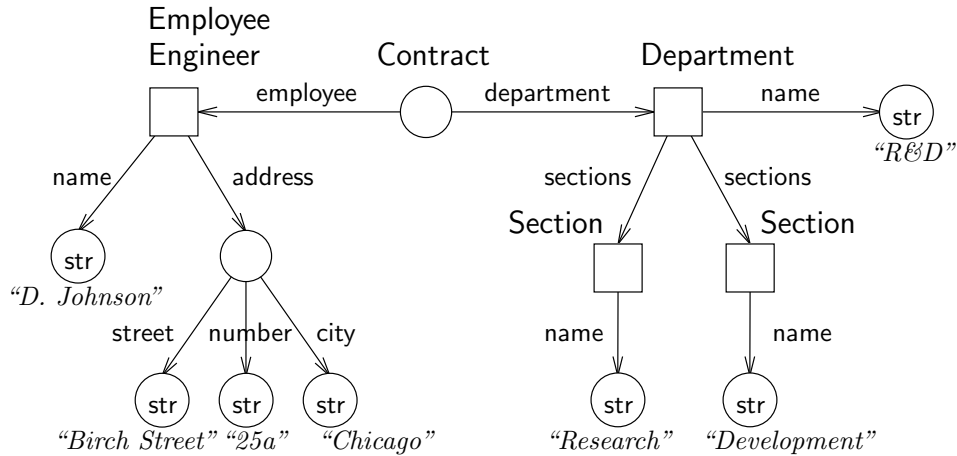 Employee
Engineer
Contract
Department
employee
department
name
str
“R&D”
name
address
sections
sections
Section
Section
str
“D. Johnson”
street
number
city
name
name
str
str
str
str
str
“Birch Street”
“25a”
“Chicago”
“Research”
“Development”